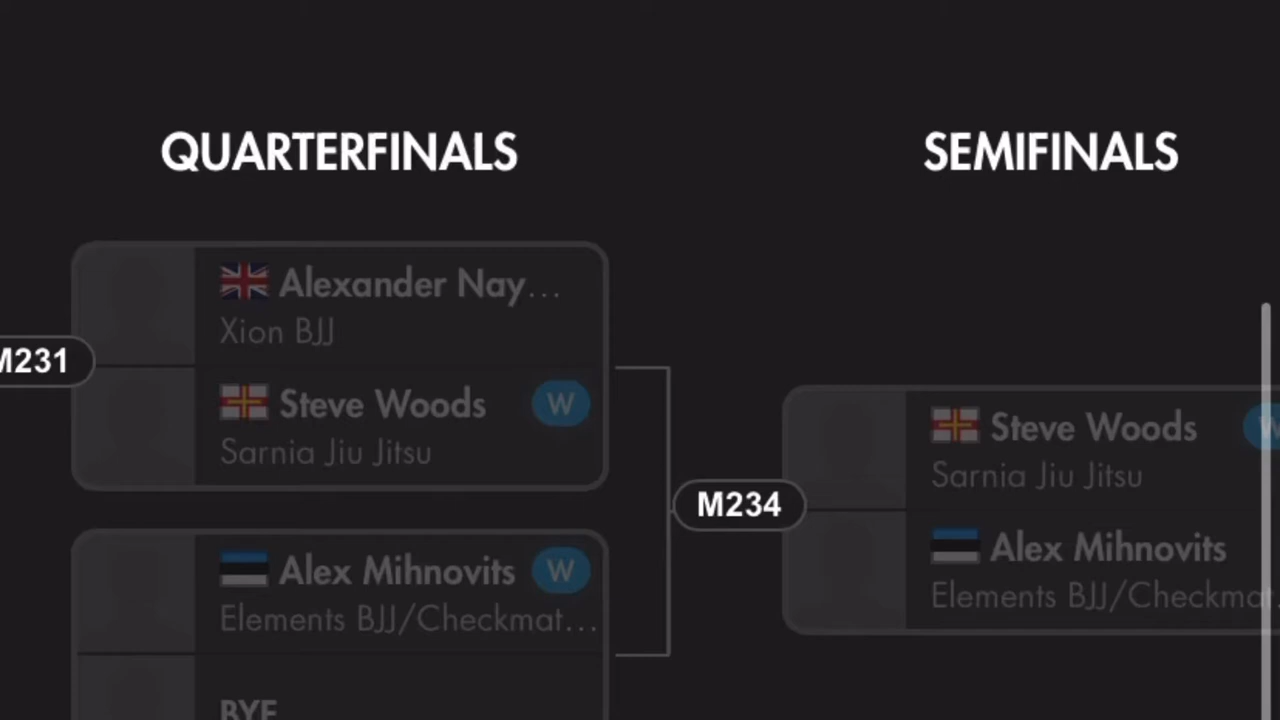 QUARTERFINALS
SEMIFINALS
Alexander Nay...
Xion BJJ
M231
Steve Woods W
Sarnia Jiu Jitsu
Alex Mihnovits W
Elements BJJ/Checkmat...
BYE
M234
Steve Woods W
Sarnia Jiu Jitsu
Alex Mihnovits
Elements BJJ/Checkmat